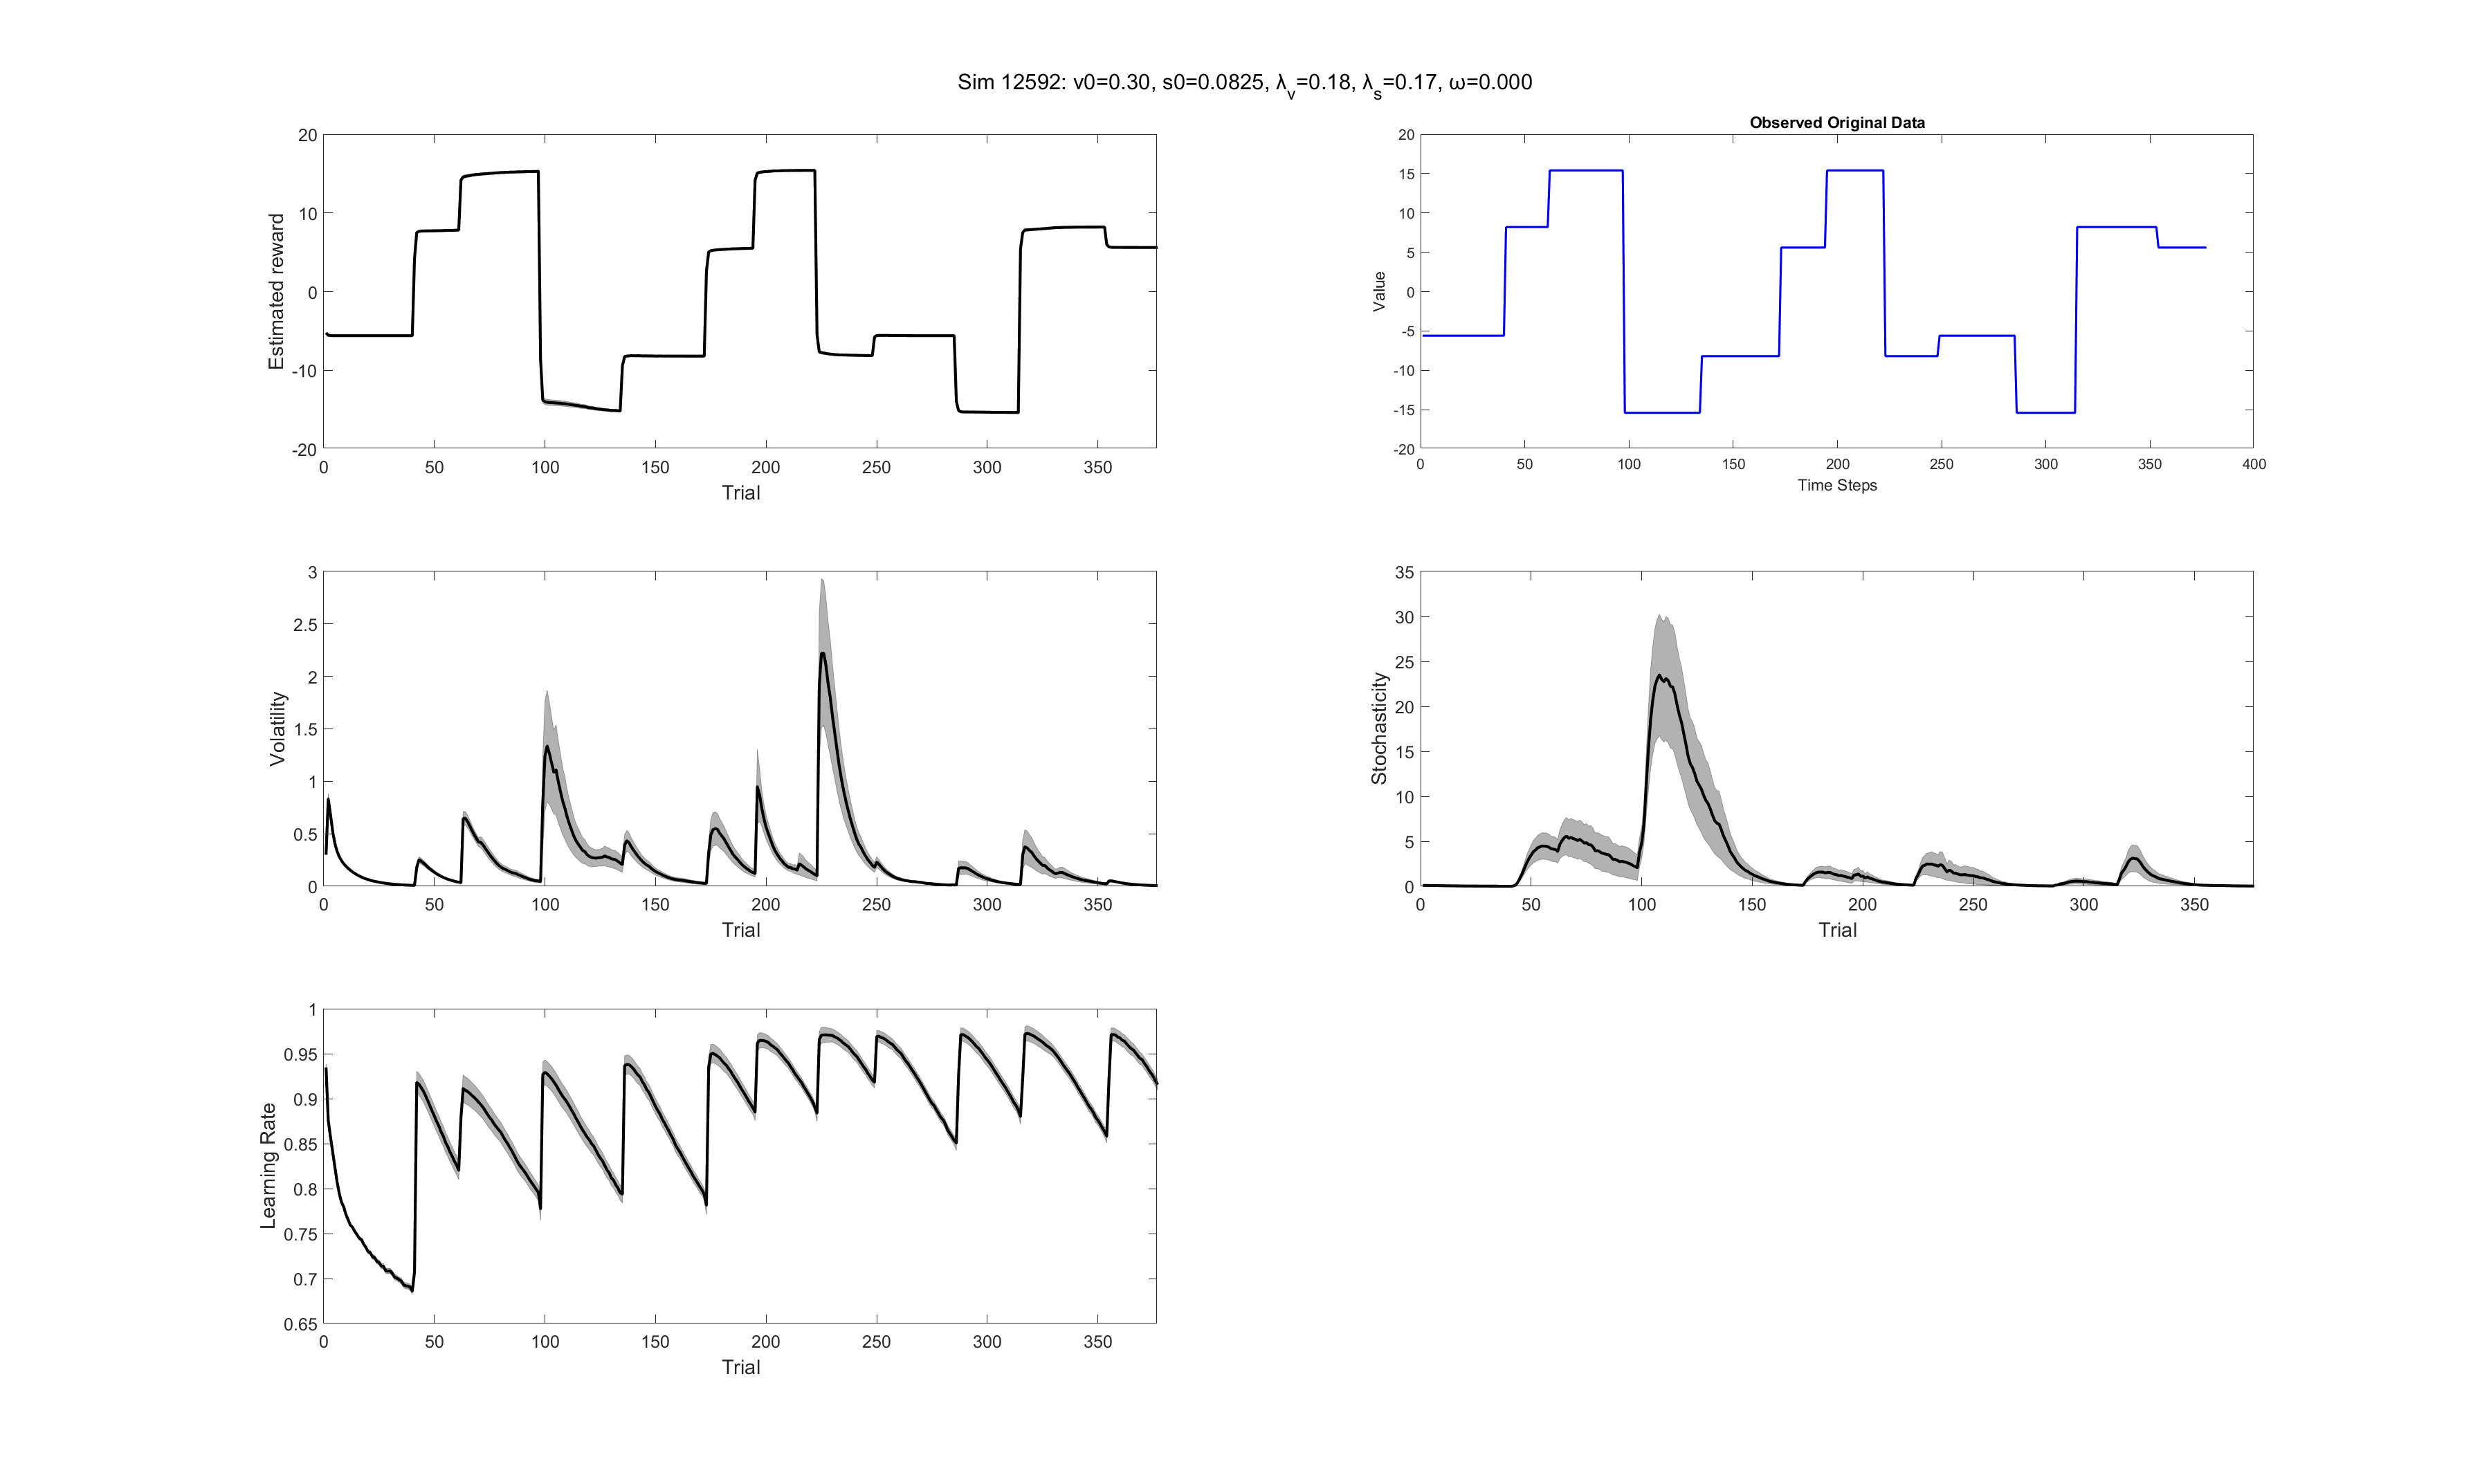 Sim 12592: v0=0.30, s0=0.0825, λv=0.18, λs=0.17, ω=0.000
20
10
0
-10
-20
Estimated reward
0 50 100 150 200 250 300 350
Trial
Observed Original Data
20
15
10
5
0
-5
-10
-15
-20
Value
0 50 100 150 200 250 300 350 400
Time Steps
3
2.5
2
1.5
1
0.5
0
Volatility
0 50 100 150 200 250 300 350
Trial
35
30
25
20
15
10
5
0
Stochasticity
0 50 100 150 200 250 300 350
Trial
1
0.95
0.9
0.85
0.8
0.75
0.7
0.65
Learning Rate
0 50 100 150 200 250 300 350
Trial